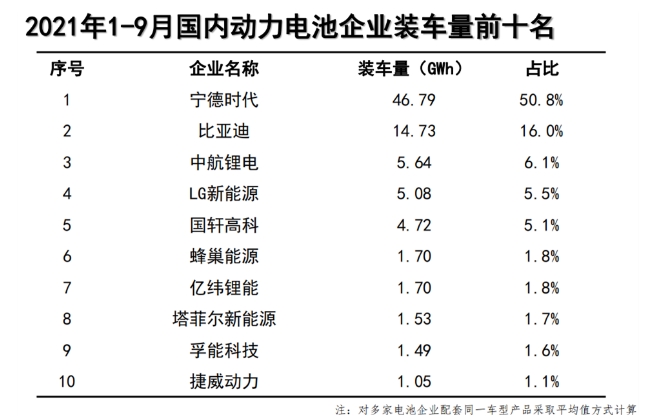 2021年1-9月国内动力电池企业装车量前十名
序号 企业名称 装车量（GWh） 占比
1 宁德时代 46.79 50.8%
2 比亚迪 14.73 16.0%
3 中航锂电 5.64 6.1%
4 LG新能源 5.08 5.5%
5 国轩高科 4.72 5.1%
6 蜂巢能源 1.70 1.8%
7 亿纬锂能 1.70 1.8%
8 塔菲尔新能源 1.53 1.7%
9 孚能科技 1.49 1.6%
10 捷威动力 1.05 1.1%
注：对多家电池企业配套同一车型产品采取平均值方式计算